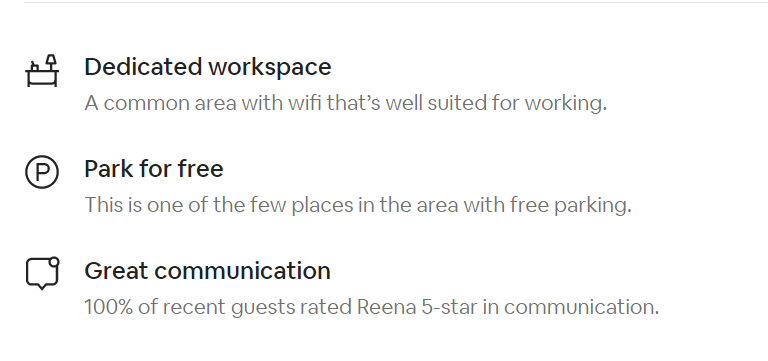 Dedicated workspace
A common area with wifi that’s well suited for working.
P
Park for free
This is one of the few places in the area with free parking.
Great communication
100% of recent guests rated Reena 5-star in communication.